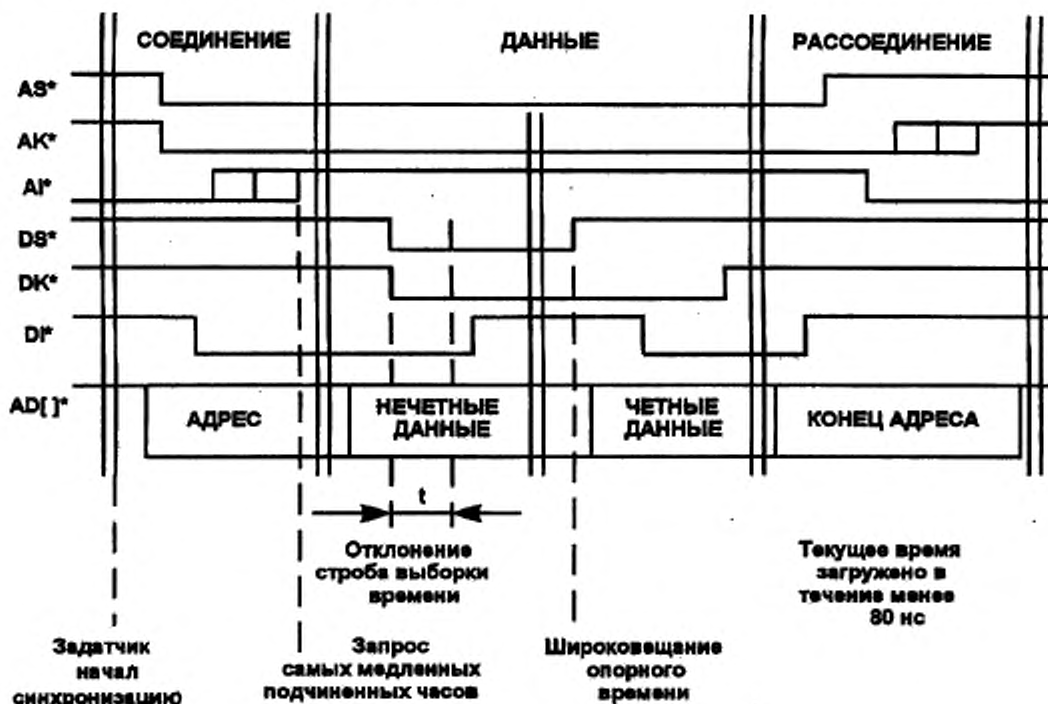 СОЕДИНЕНИЕ
ДАННЫЕ
РАССОЕДИНЕНИЕ
AS*
AK*
AI*
DS*
DK*
DI*
AD[ ]*
АДРЕС
НЕЧЕТНЫЕ
ДАННЫЕ
ЧЕТНЫЕ
ДАННЫЕ
КОНЕЦ АДРЕСА
t
Отклонение
строба выборки
времени
Текущее время
загружено в
течение менее
80 нс
Задатчик
начал
синхронизацию
Запрос
самых медленных
подчиненных часов
Широковещание
опорного
времени